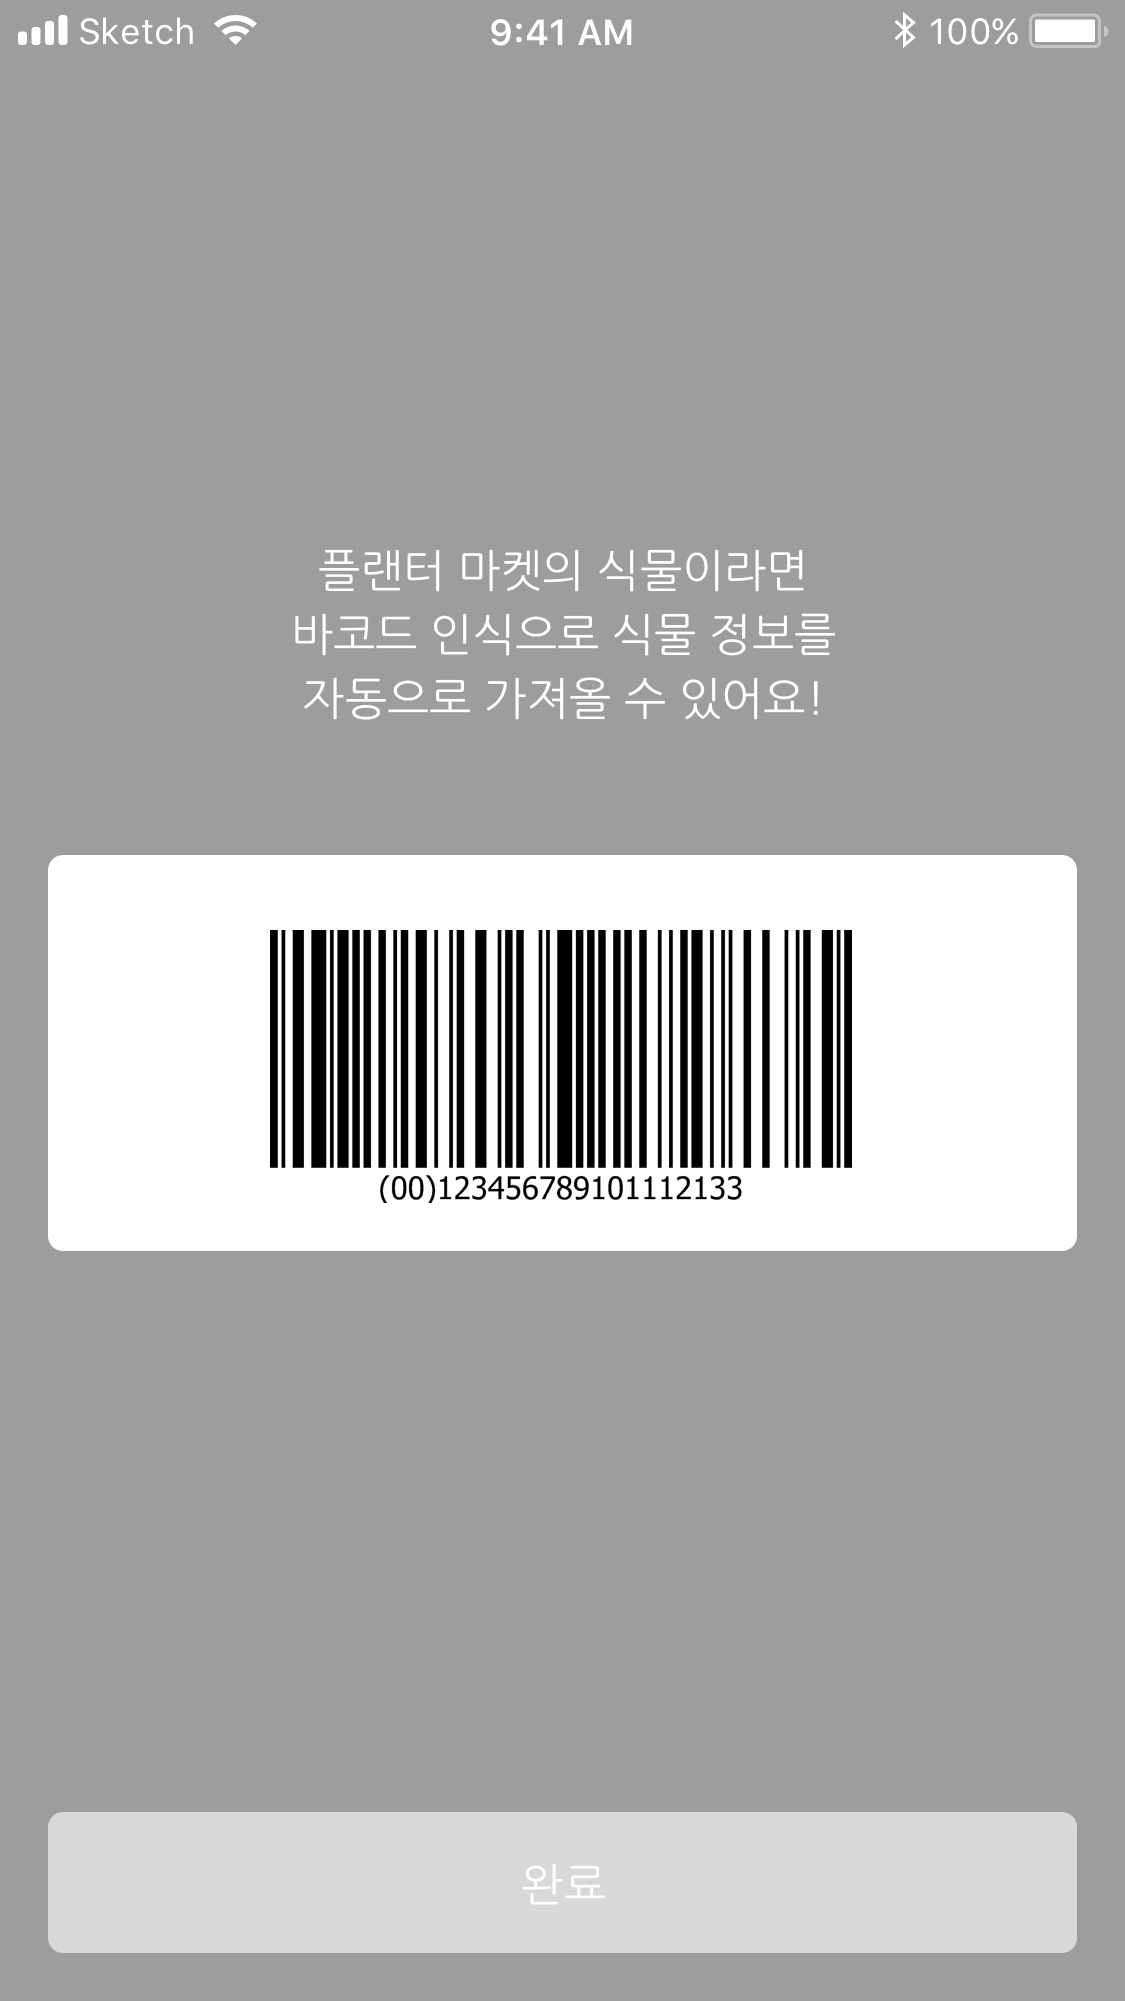 Sketch 9:41 AM 100%
플랜터 마켓의 식물이라면
바코드 인식으로 식물 정보를
자동으로 가져올 수 있어요!
(00)123456789101112133
완료